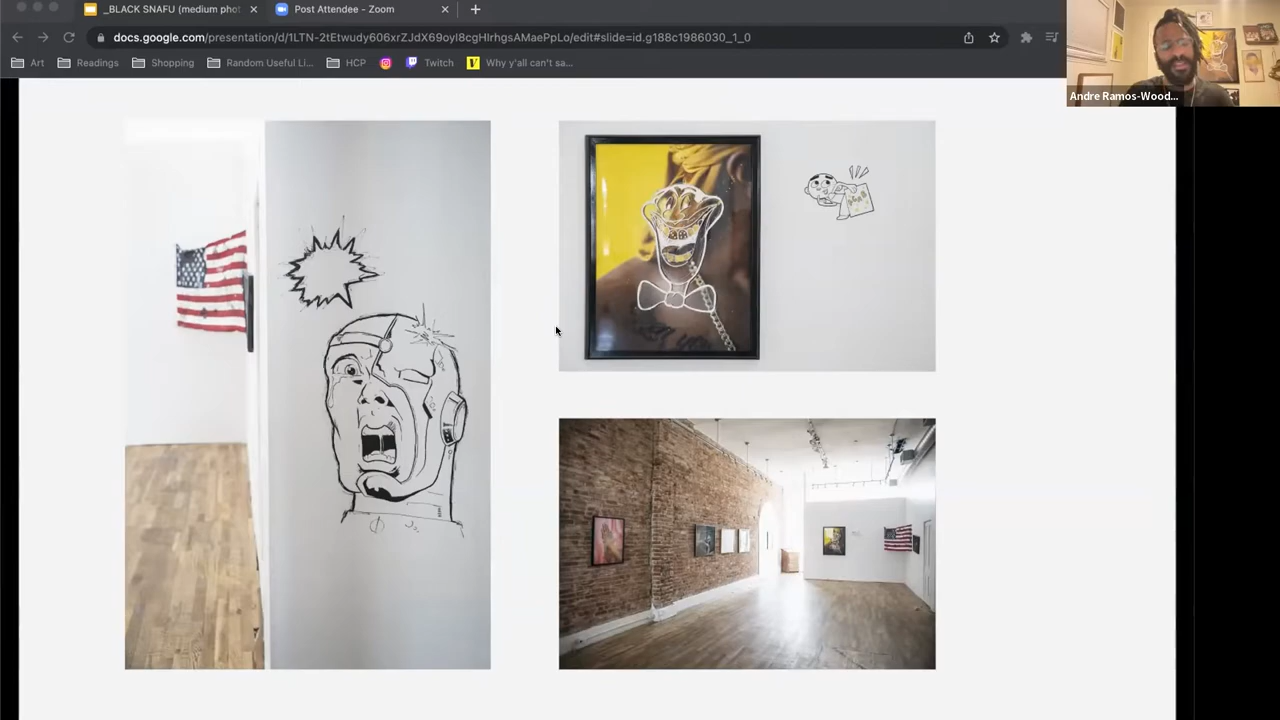 _BLACK SNAFU (medium phot
Post Attendee - Zoom
docs.google.com/presentation/d/1LTN-2tEtwudy606xrZJdX69oyI8cgHIrhgsAMaePpLo/edit#slide=id.g188c1986030_1_0
Art
Readings
Shopping
Random Useful Li...
HCP
Twitch
Why y'all can't sa...
Andre Ramos-Wood...